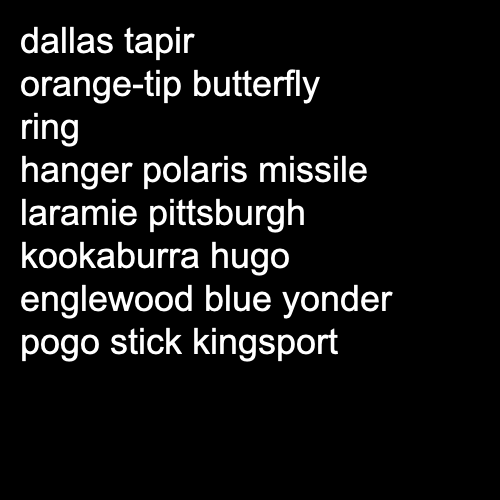 dallas tapir
orange-tip butterfly
ring
hanger polaris missile
laramie pittsburgh
kookaburra hugo
englewood blue yonder
pogo stick kingsport